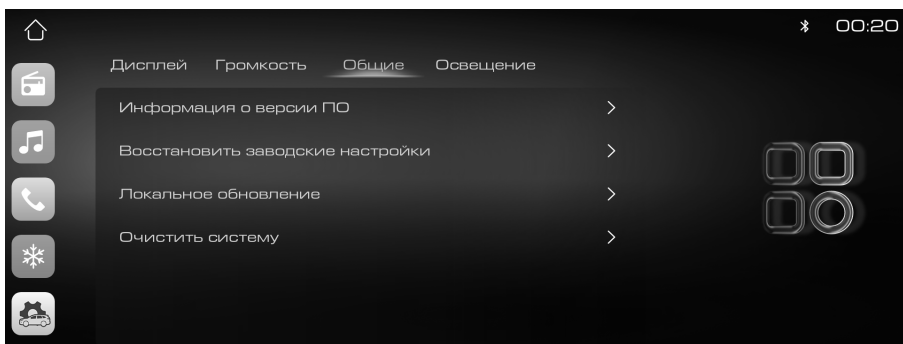 00:20
Дисплей Громкость Общие Освещение
Информация о версии ПО
Восстановить заводские настройки
Локальное обновление
Очистить систему